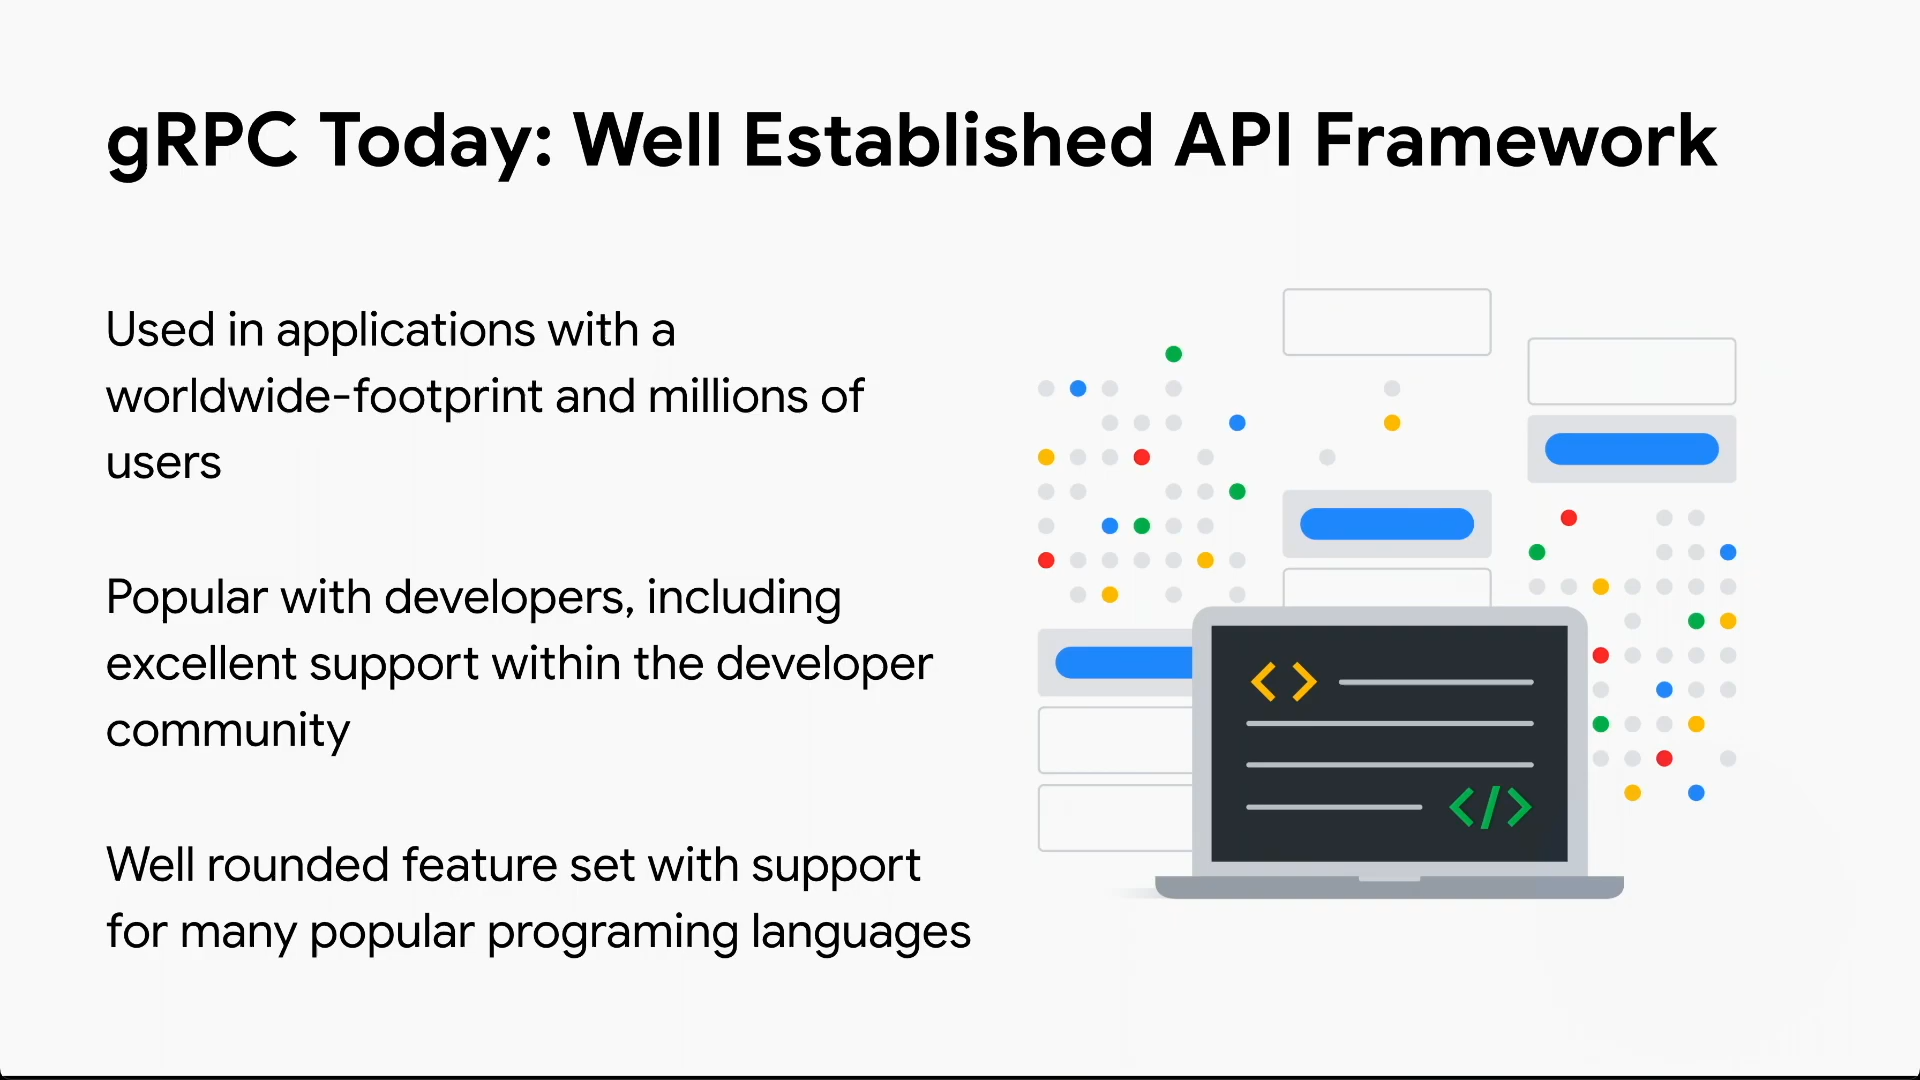 gRPC Today: Well Established API Framework
Used in applications with a
worldwide-footprint and millions of
users
Popular with developers, including
excellent support within the developer
community
Well rounded feature set with support
for many popular programing languages
< >
</>